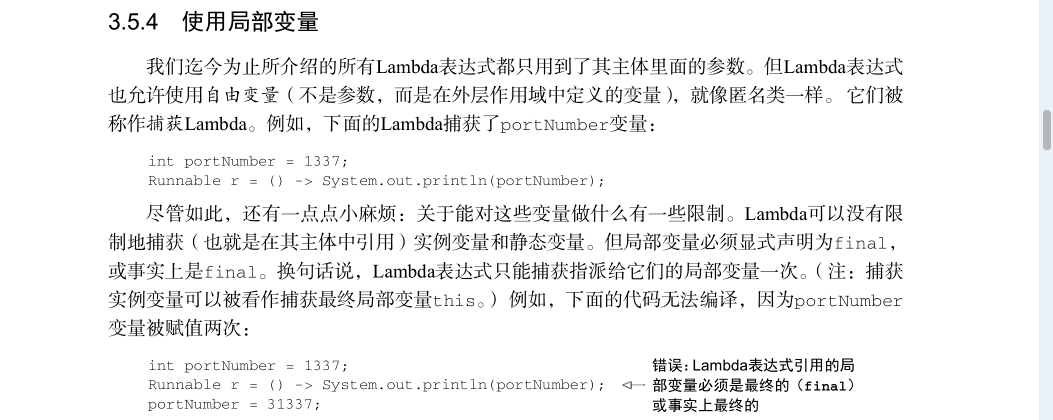 3.5.4 使用局部变量
我们迄今为止所介绍的所有Lambda表达式都只用到了其主体里面的参数。但Lambda表达式
也允许使用自由变量（不是参数，而是在外层作用域中定义的变量），就像匿名类一样。它们被
称作捕获Lambda。例如，下面的Lambda捕获了portNumber变量：
int portNumber = 1337;
Runnable r = () -> System.out.println(portNumber);
尽管如此，还有一点点小麻烦：关于能对这些变量做什么有一些限制。Lambda可以没有限
制地捕获（也就是在其主体中引用）实例变量和静态变量。但局部变量必须显式声明为final，
或事实上是final。换句话说，Lambda表达式只能捕获指派给它们的局部变量一次。（注：捕获
实例变量可以被看作捕获最终局部变量this。）例如，下面的代码无法编译，因为portNumber
变量被赋值两次：
int portNumber = 1337;
Runnable r = () -> System.out.println(portNumber);
portNumber = 31337;
错误：Lambda表达式引用的局
部变量必须是最终的（final）
或事实上最终的